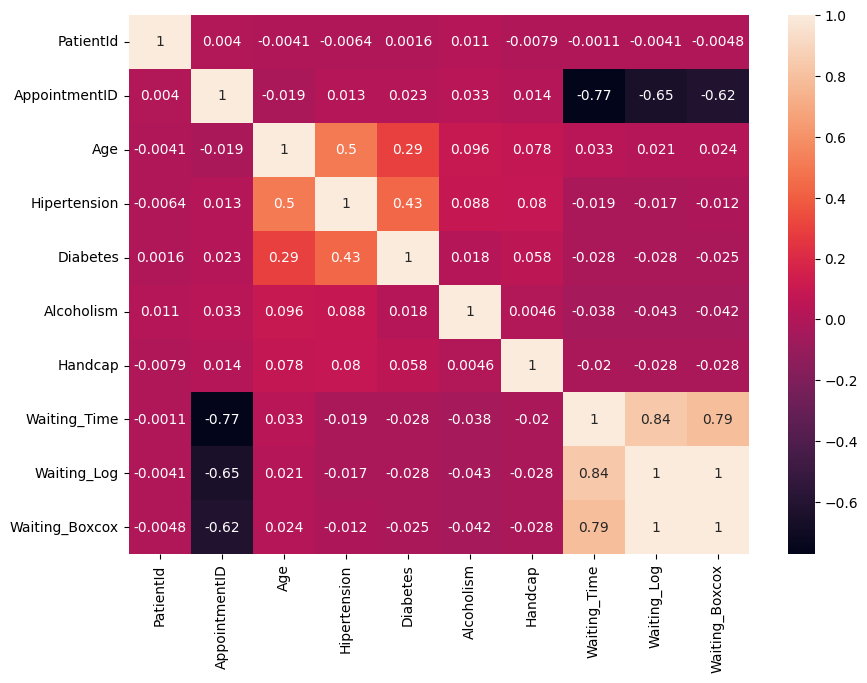 1.0
PatientId 1 0.004 -0.0041 -0.0064 0.0016 0.011 -0.0079 -0.0011 -0.0041 -0.0048
0.8
AppointmentID 0.004 1 -0.019 0.013 0.023 0.033 0.014 -0.77 -0.65 -0.62
0.6
Age -0.0041 -0.019 1 0.5 0.29 0.096 0.078 0.033 0.021 0.024
0.4
Hipertension -0.0064 0.013 0.5 1 0.43 0.088 0.08 -0.019 -0.017 -0.012
0.2
Diabetes 0.0016 0.023 0.29 0.43 1 0.018 0.058 -0.028 -0.028 -0.025
0.0
Alcoholism 0.011 0.033 0.096 0.088 0.018 1 0.0046 -0.038 -0.043 -0.042
Handcap -0.0079 0.014 0.078 0.08 0.058 0.0046 1 -0.02 -0.028 -0.028
−0.2
Waiting_Time -0.0011 -0.77 0.033 -0.019 -0.028 -0.038 -0.02 1 0.84 0.79
−0.4
Waiting_Log -0.0041 -0.65 0.021 -0.017 -0.028 -0.043 -0.028 0.84 1 1
−0.6
Waiting_Boxcox -0.0048 -0.62 0.024 -0.012 -0.025 -0.042 -0.028 0.79 1 1
PatientId
AppointmentID
Age
Hipertension
Diabetes
Alcoholism
Handcap
Waiting_Time
Waiting_Log
Waiting_Boxcox